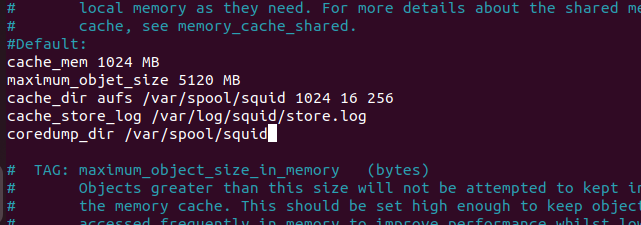 #       local memory as they need. For more details about the shared me
#       cache, see memory_cache_shared.
#Default:
cache_mem 1024 MB
maximum_objet_size 5120 MB
cache_dir aufs /var/spool/squid 1024 16 256
cache_store_log /var/log/squid/store.log
coredump_dir /var/spool/squid
#  TAG: maximum_object_size_in_memory   (bytes)
#       Objects greater than this size will not be attempted to kept in
#       the memory cache. This should be set high enough to keep object
#       accessed frequently in memory to improve performance whilst low